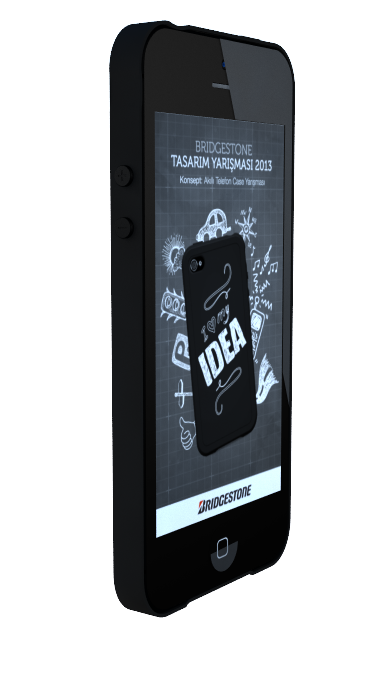 BRIDGESTONE
TASARIM YARIŞMASI 2013
Konsept: Akıllı Telefon Case Yarışması
I my
IDEA
P
BRIDGESTONE